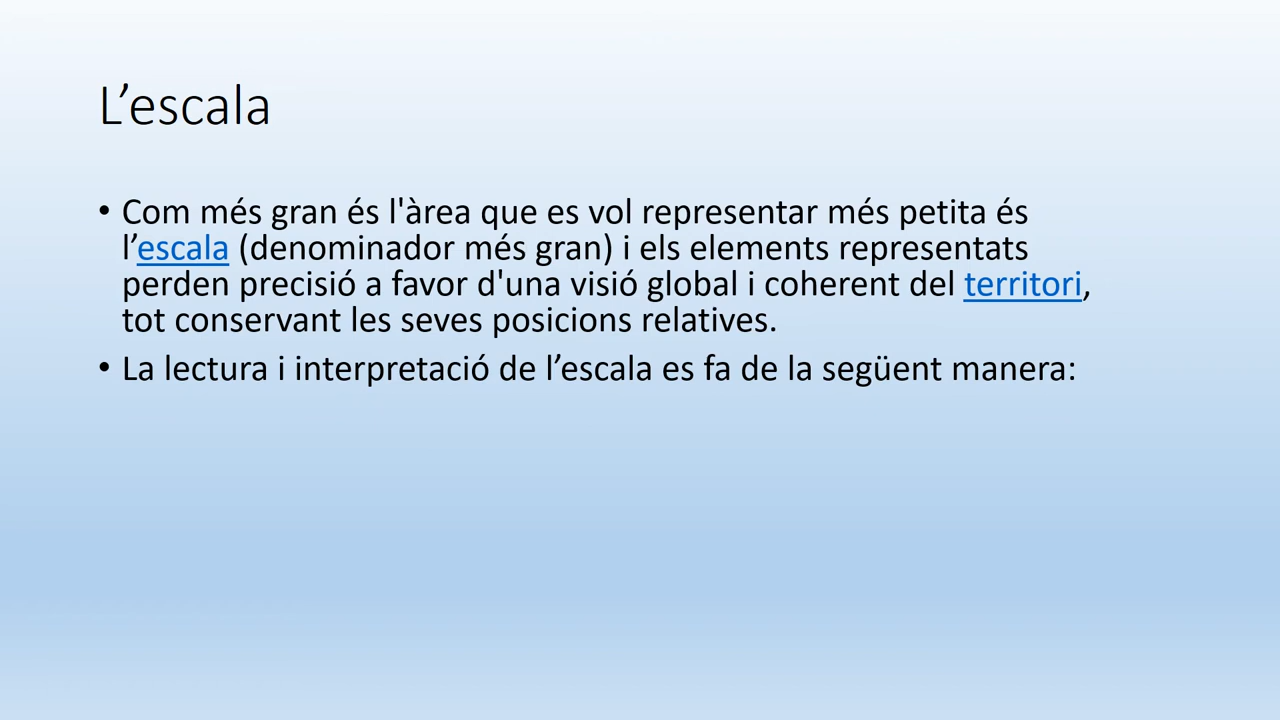 L’escala
• Com més gran és l'àrea que es vol representar més petita és
l’escala (denominador més gran) i els elements representats
perden precisió a favor d'una visió global i coherent del territori,
tot conservant les seves posicions relatives.
• La lectura i interpretació de l’escala es fa de la següent manera: